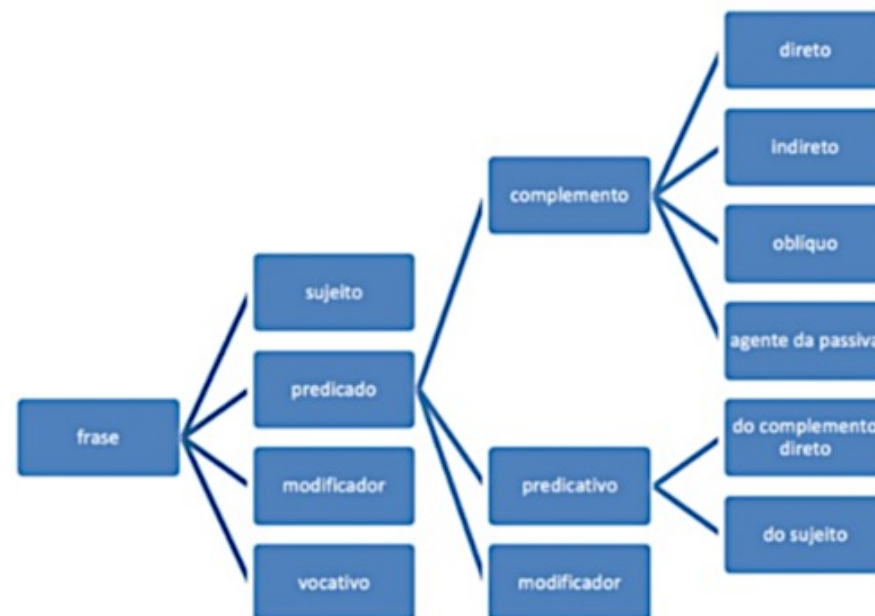 frase
sujeito
predicado
modificador
vocativo
complemento
predicativo
modificador
direto
indireto
oblíquo
agente da passiva
do complemento
direto
do sujeito